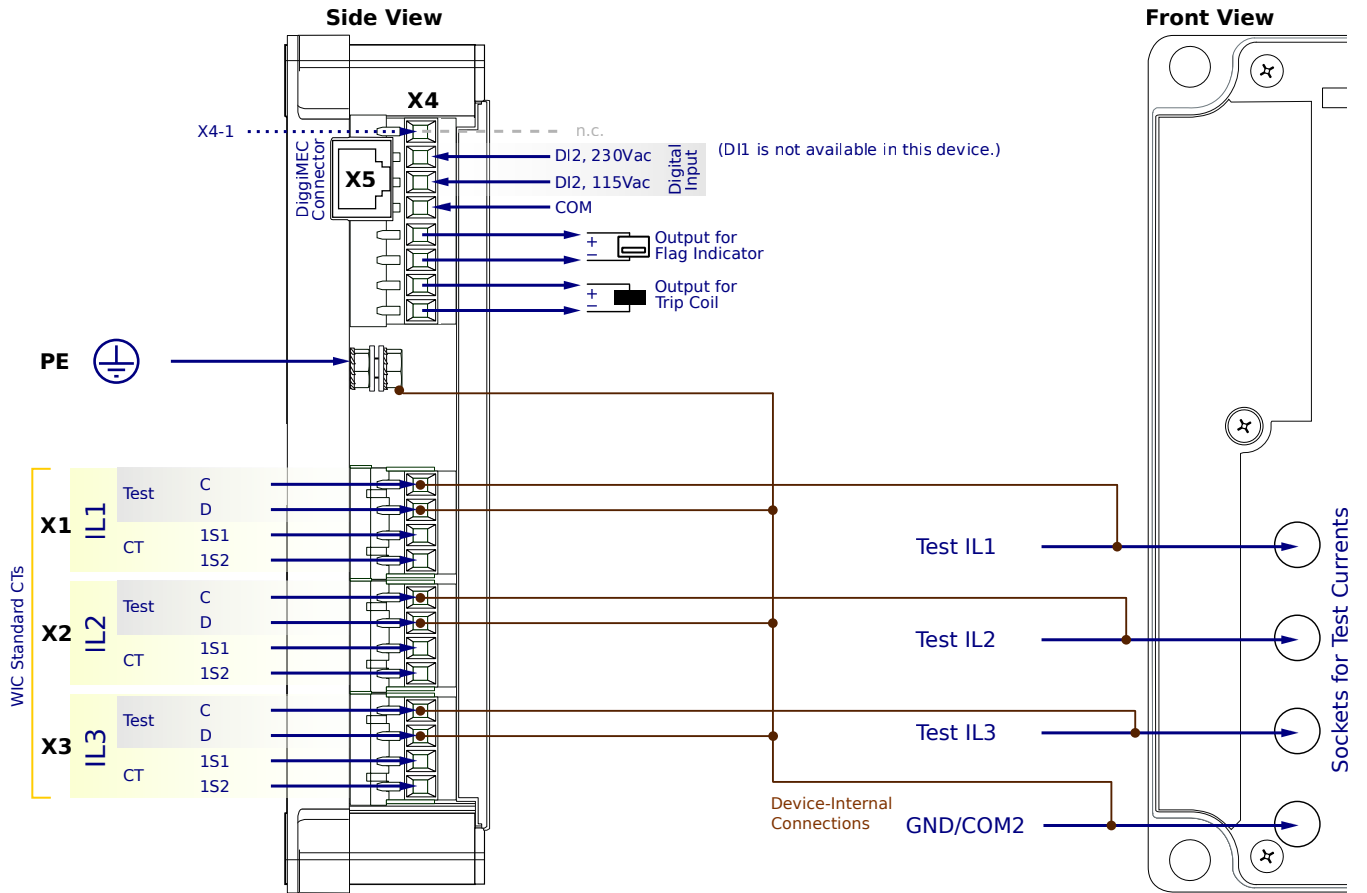 Side View
Front View
X4
X4-1
n.c.
DI2, 230Vac
(DI1 is not available in this device.)
DI2, 115Vac
Digital
Input
COM
DiggiMEC
Connector
X5
+
−
Output for
Flag Indicator
+
−
Output for
Trip Coil
PE
WIC Standard CTs
X1
IL1
Test
C
D
CT
1S1
1S2
X2
IL2
Test
C
D
CT
1S1
1S2
X3
IL3
Test
C
D
CT
1S1
1S2
Test IL1
Test IL2
Test IL3
Device-Internal
Connections
GND/COM2
Sockets for Test Currents